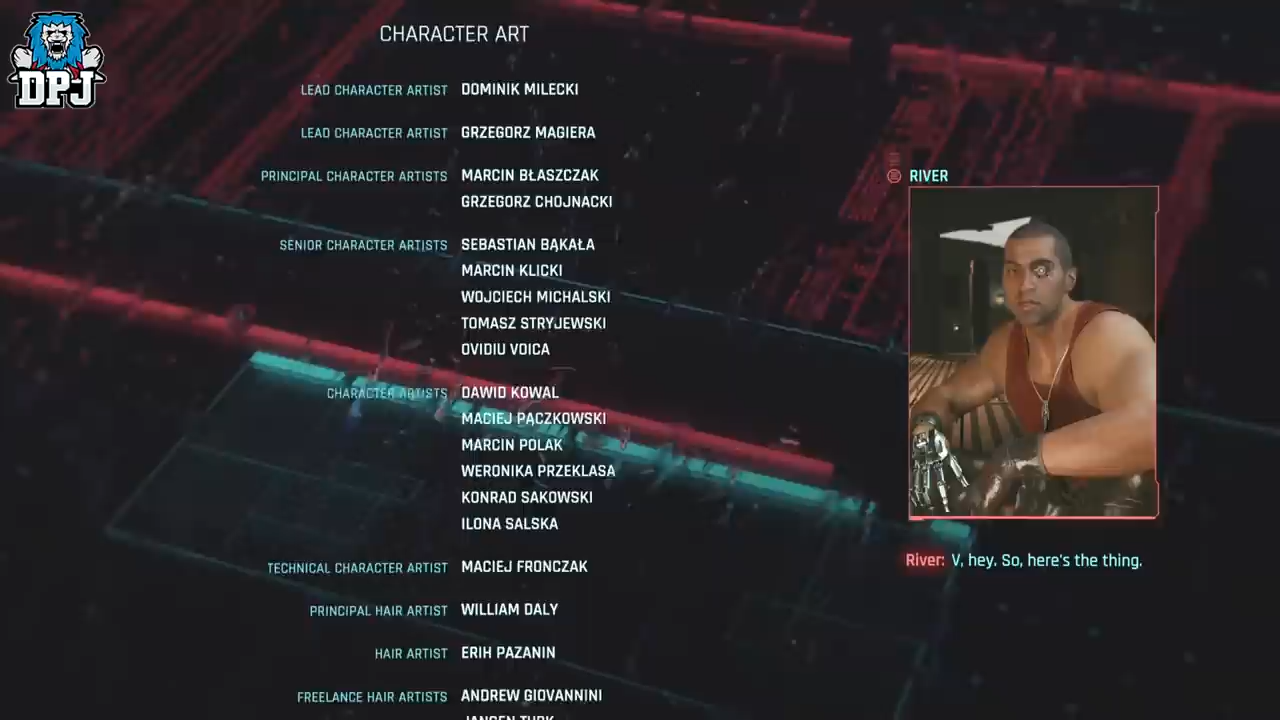 DPJ
CHARACTER ART
LEAD CHARACTER ARTIST DOMINIK MILECKI
LEAD CHARACTER ARTIST GRZEGORZ MAGIERA
PRINCIPAL CHARACTER ARTISTS MARCIN BŁASZCZAK
GRZEGORZ CHOJNACKI
SENIOR CHARACTER ARTISTS SEBASTIAN BĄKAŁA
MARCIN KLICKI
WOJCIECH MICHALSKI
TOMASZ STRYJEWSKI
OVIDIU VOICA
CHARACTER ARTISTS DAWID KOWAL
MACIEJ PĄCZKOWSKI
MARCIN POLAK
WERONIKA PRZEKLASA
KONRAD SAKOWSKI
ILONA SALSKA
TECHNICAL CHARACTER ARTIST MACIEJ FRONCZAK
PRINCIPAL HAIR ARTIST WILLIAM DALY
HAIR ARTIST ERIH PAZANIN
FREELANCE HAIR ARTISTS ANDREW GIOVANNINI
RIVER
River: V, hey. So, here's the thing.